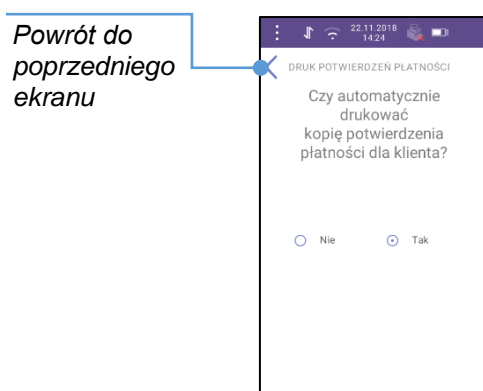 Powrót do
poprzedniego
ekranu
22.11.2018
14:24
DRUK POTWIERDZEŃ PŁATNOŚCI
Czy automatycznie
drukować
kopię potwierdzenia
płatności dla klienta?
Nie Tak